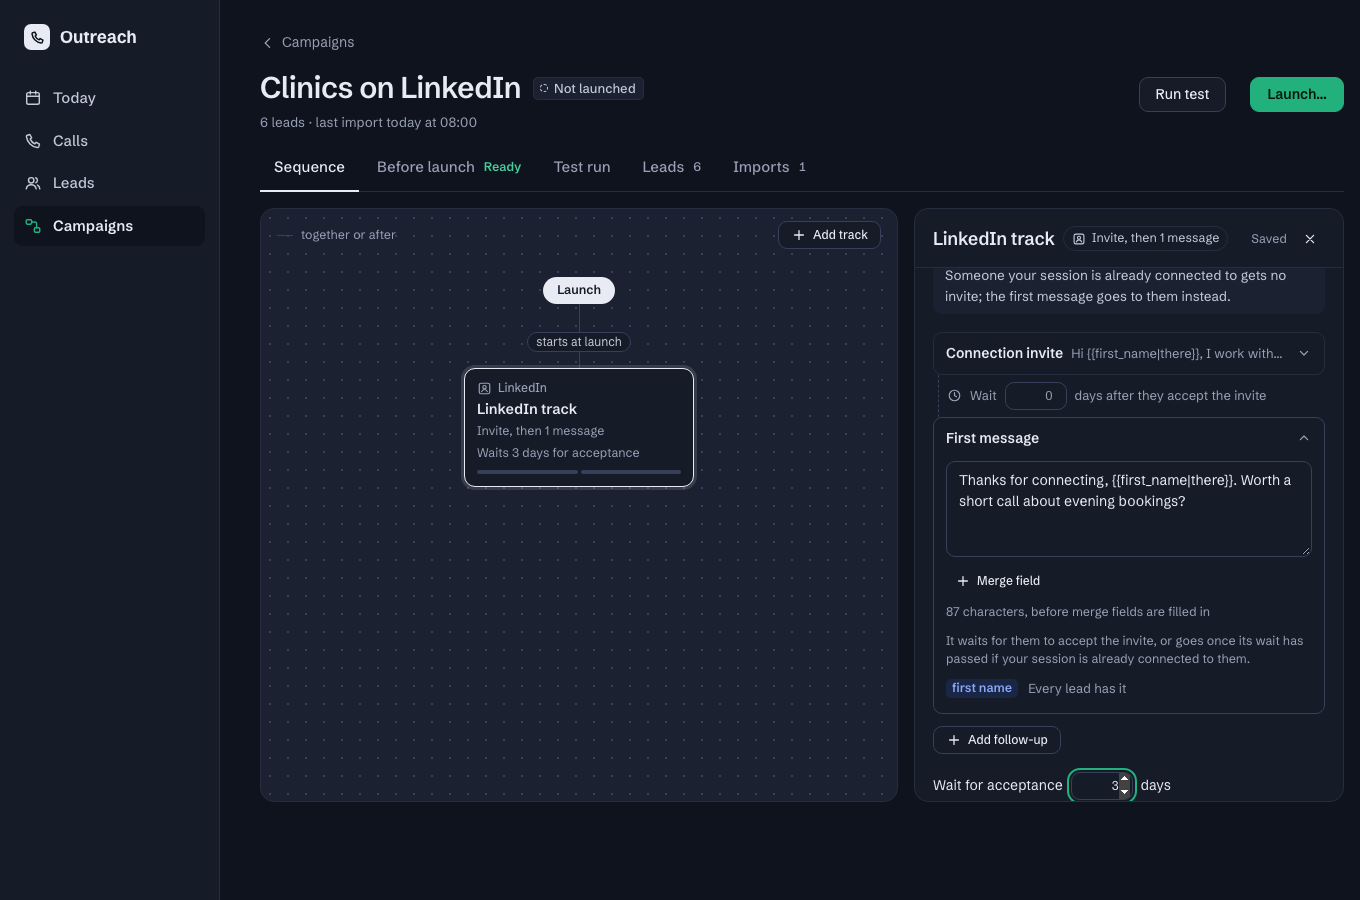 Outreach
Today
Calls
Leads
Campaigns
Campaigns
Clinics on LinkedIn
Not launched
6 leads · last import today at 08:00
Run test
Launch...
Sequence
Before launch Ready
Test run
Leads 6
Imports 1
together or after
Add track
Launch
starts at launch
LinkedIn
LinkedIn track
Invite, then 1 message
Waits 3 days for acceptance
LinkedIn track
Invite, then 1 message
Saved
Someone your session is already connected to gets no
invite; the first message goes to them instead.
Connection invite Hi {{first_name|there}}, I work with...
Wait 0 days after they accept the invite
First message
Thanks for connecting, {{first_name|there}}. Worth a
short call about evening bookings?
Merge field
87 characters, before merge fields are filled in
It waits for them to accept the invite, or goes once its wait has
passed if your session is already connected to them.
first name Every lead has it
Add follow-up
Wait for acceptance 3 days